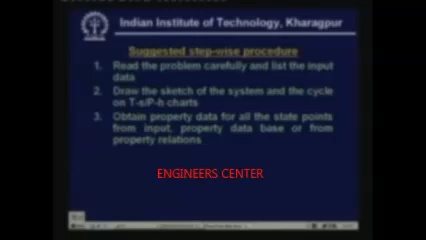 Indian Institute of Technology, Kharagpur
Suggested step-wise procedure
1. Read the problem carefully and list the input
data
2. Draw the sketch of the system and the cycle
on T-s/P-h charts
3. Obtain property data for all the state points
from input, property data base or from
property relations
ENGINEERS CENTER